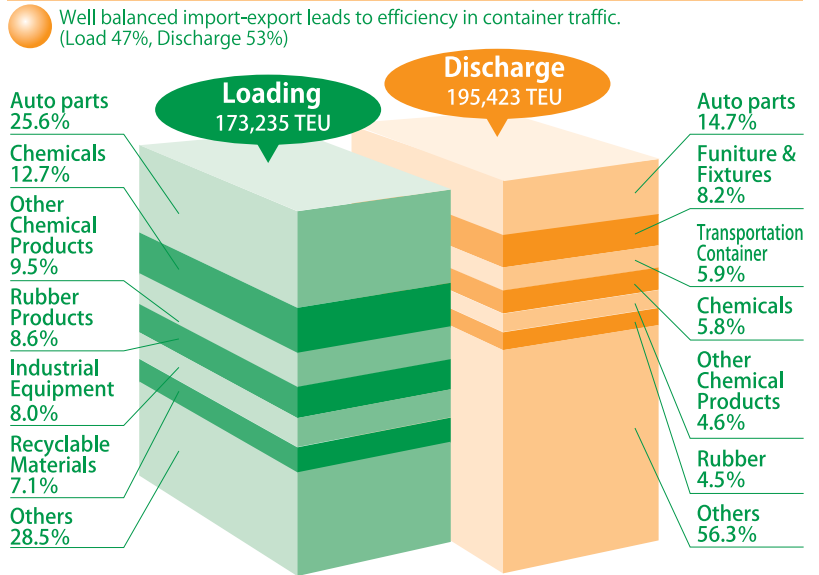 Well balanced import-export leads to efficiency in container traffic.
(Load 47%, Discharge 53%)
Loading
173,235 TEU
Discharge
195,423 TEU
Auto parts
25.6%
Chemicals
12.7%
Other
Chemical
Products
9.5%
Rubber
Products
8.6%
Industrial
Equipment
8.0%
Recyclable
Materials
7.1%
Others
28.5%
Auto parts
14.7%
Funiture &
Fixtures
8.2%
Transportation
Container
5.9%
Chemicals
5.8%
Other
Chemical
Products
4.6%
Rubber
4.5%
Others
56.3%